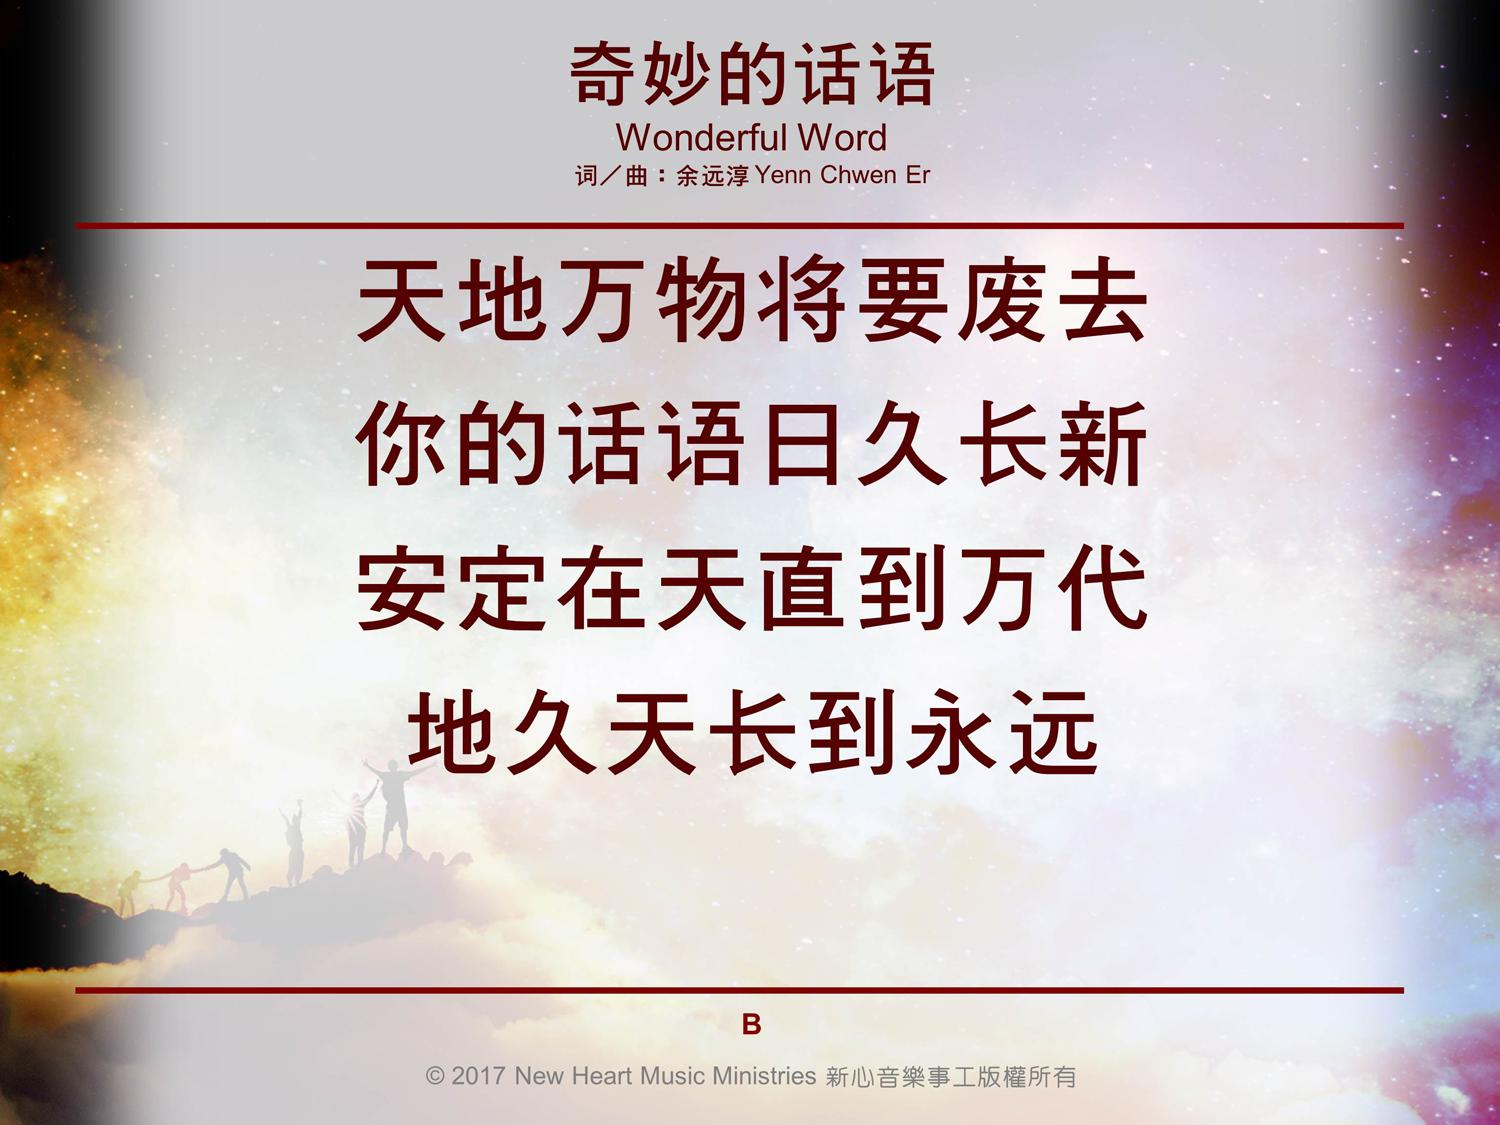 奇妙的话语
Wonderful Word
词／曲：余远淳 Yenn Chwen Er
天地万物将要废去
你的话语日久长新
安定在天直到万代
地久天长到永远
B
© 2017 New Heart Music Ministries 新心音樂事工版權所有